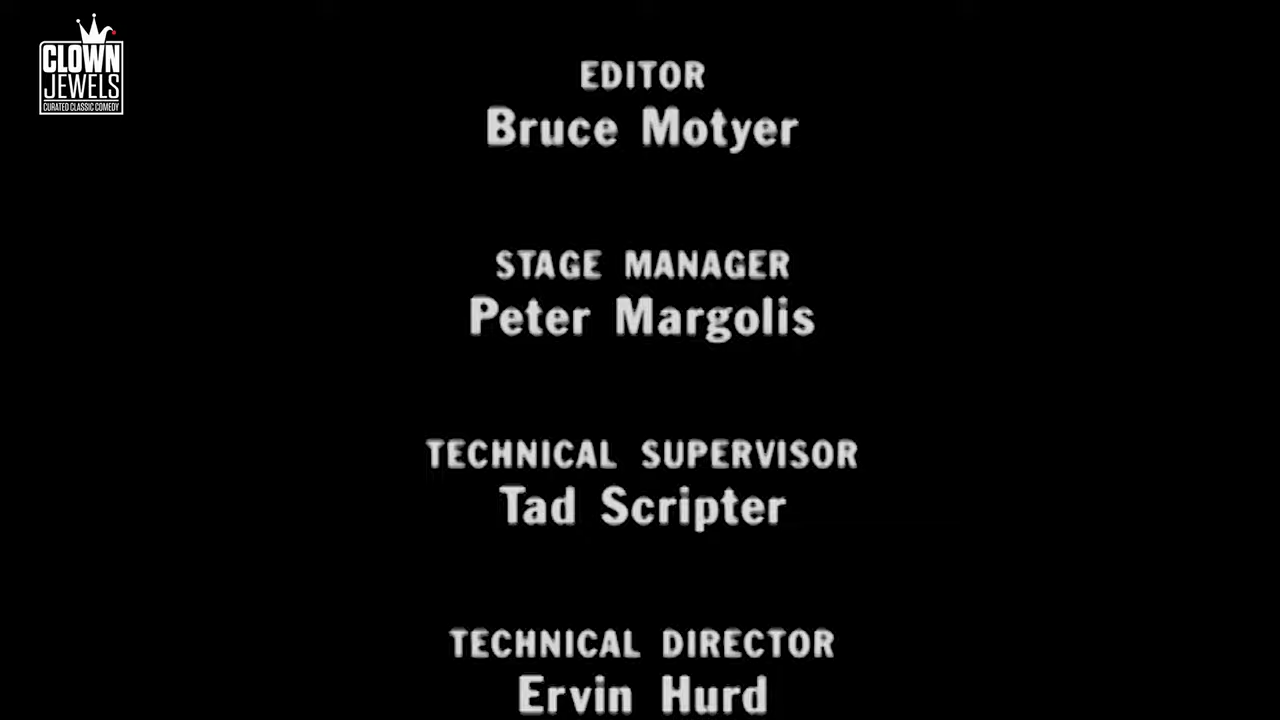 CLOWN
JEWELS
CURATED CLASSIC COMEDY
EDITOR
Bruce Motyer
STAGE MANAGER
Peter Margolis
TECHNICAL SUPERVISOR
Tad Scripter
TECHNICAL DIRECTOR
Ervin Hurd